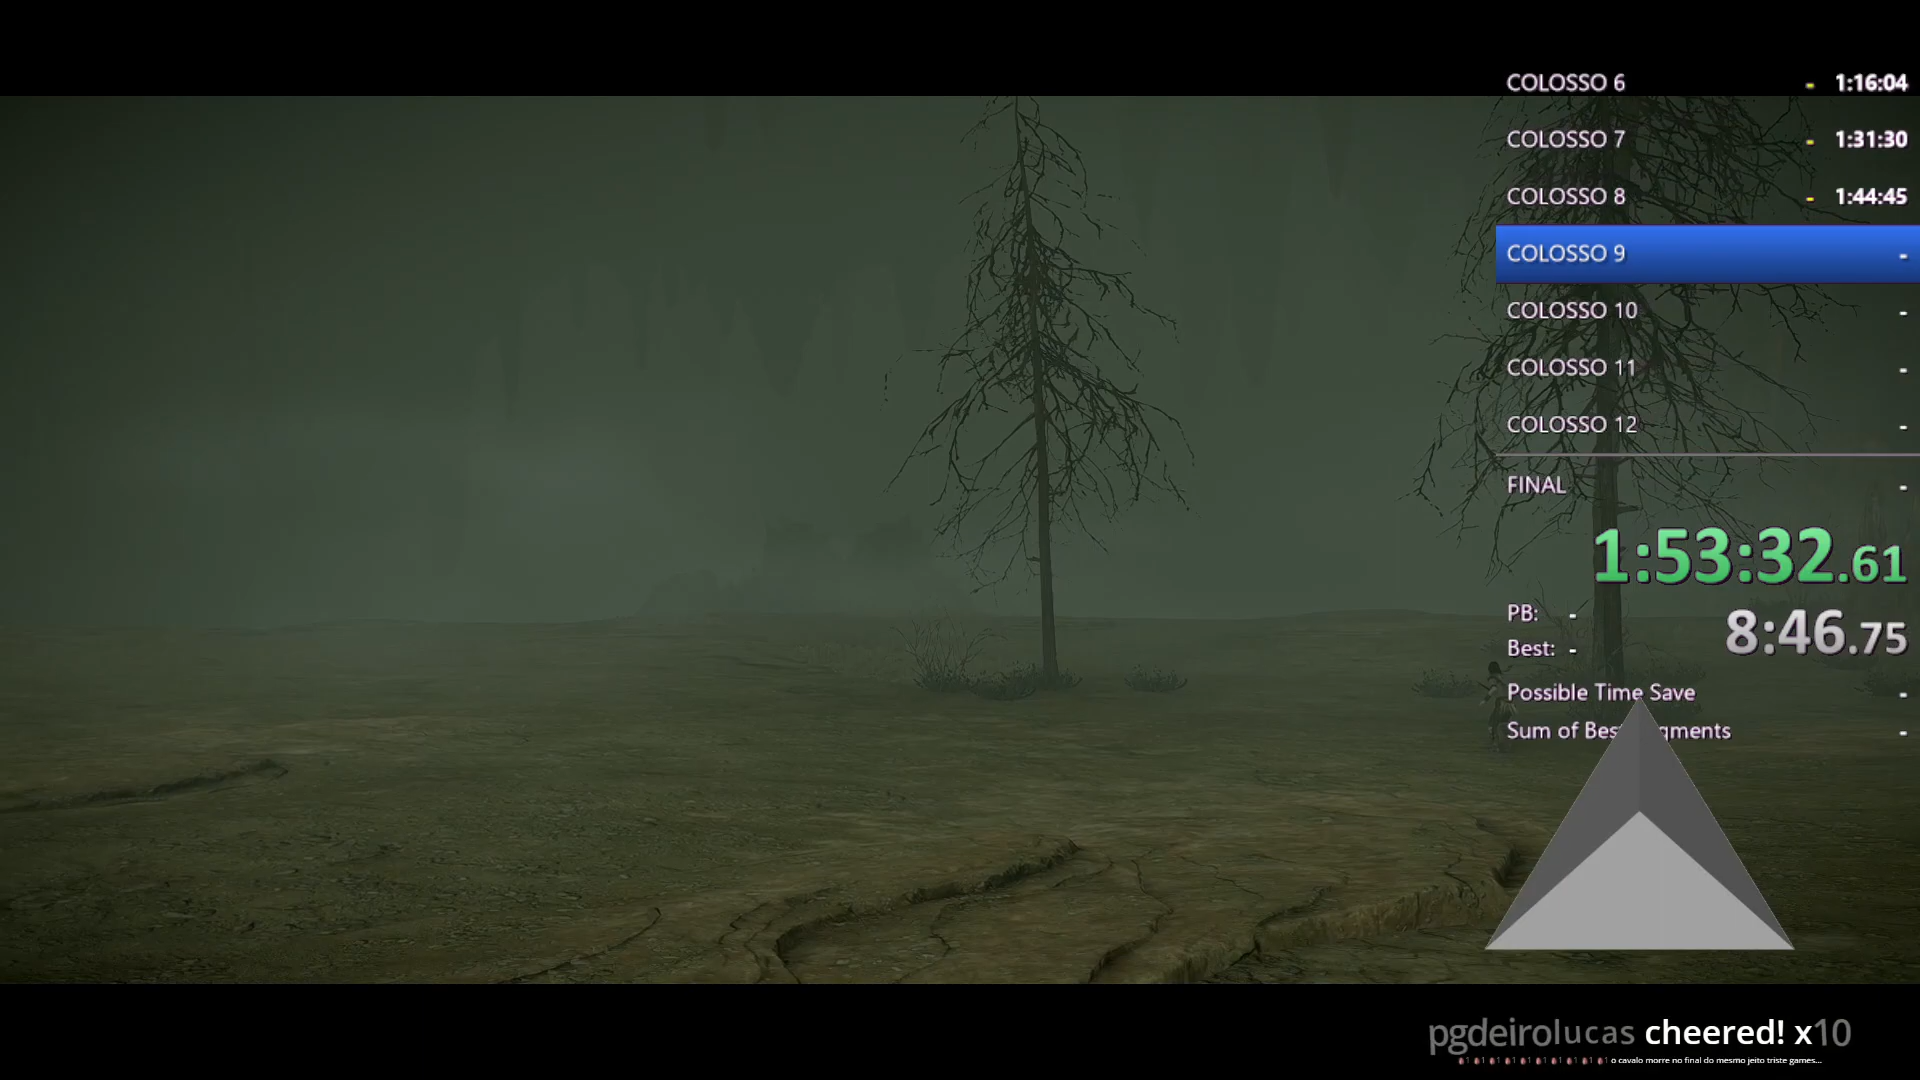 COLOSSO 6 - 1:16:04
COLOSSO 7 - 1:31:30
COLOSSO 8 - 1:44:45
COLOSSO 9 -
COLOSSO 10 -
COLOSSO 11 -
COLOSSO 12 -
FINAL -
1:53:32.61
PB: - 8:46.75
Best: -
Possible Time Save -
Sum of Bes gments -
pgdeirolucas cheered! x10
o cavalo morre no final do mesmo jeito triste games...